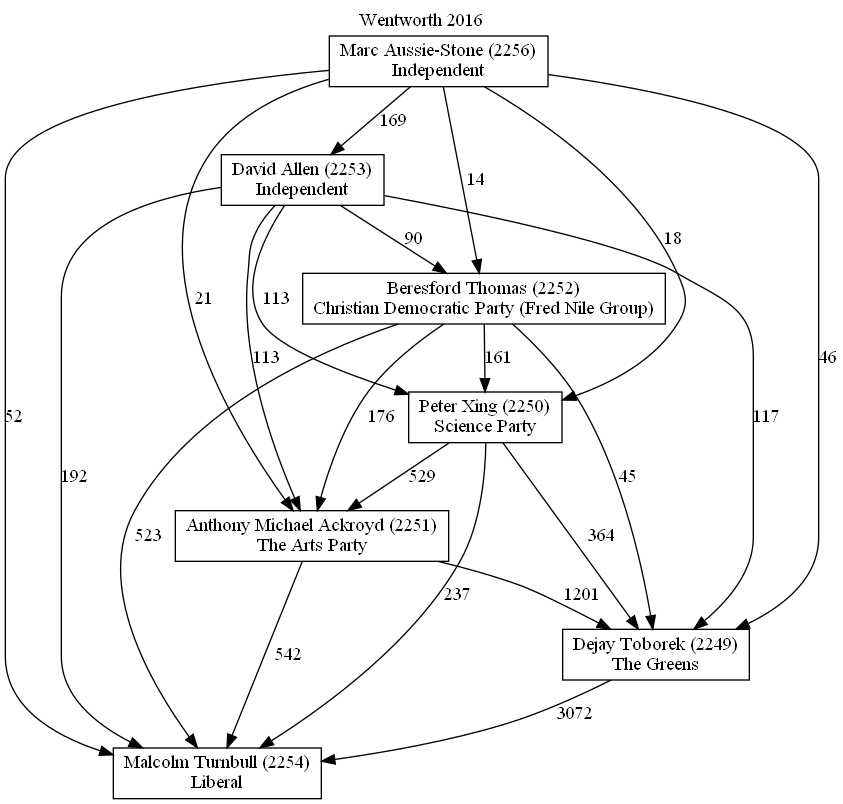 Wentworth 2016
Marc Aussie-Stone (2256)
Independent
169
David Allen (2253)
Independent
14
90
18
Beresford Thomas (2252)
Christian Democratic Party (Fred Nile Group)
21
113
113
161
46
Peter Xing (2250)
Science Party
52
176
117
192
529
45
Anthony Michael Ackroyd (2251)
The Arts Party
523
364
237
1201
542
Dejay Toborek (2249)
The Greens
3072
Malcolm Turnbull (2254)
Liberal